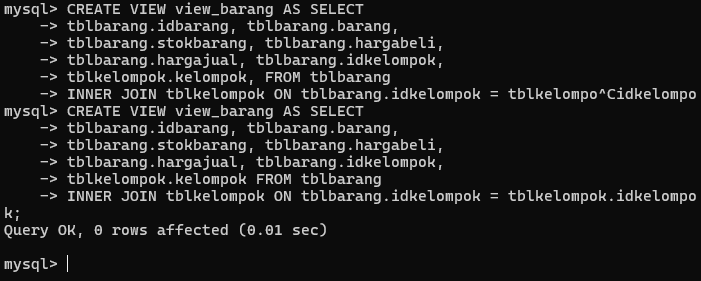 mysql> CREATE VIEW view_barang AS SELECT
    -> tblbarang.idbarang, tblbarang.barang,
    -> tblbarang.stokbarang, tblbarang.hargabeli,
    -> tblbarang.hargajual, tblbarang.idkelompok,
    -> tblkelompok.kelompok, FROM tblbarang
    -> INNER JOIN tblkelompok ON tblbarang.idkelompok = tblkelompo^Cidkelompo
mysql> CREATE VIEW view_barang AS SELECT
    -> tblbarang.idbarang, tblbarang.barang,
    -> tblbarang.stokbarang, tblbarang.hargabeli,
    -> tblbarang.hargajual, tblbarang.idkelompok,
    -> tblkelompok.kelompok FROM tblbarang
    -> INNER JOIN tblkelompok ON tblbarang.idkelompok = tblkelompok.idkelompo
k;
Query OK, 0 rows affected (0.01 sec)
mysql>